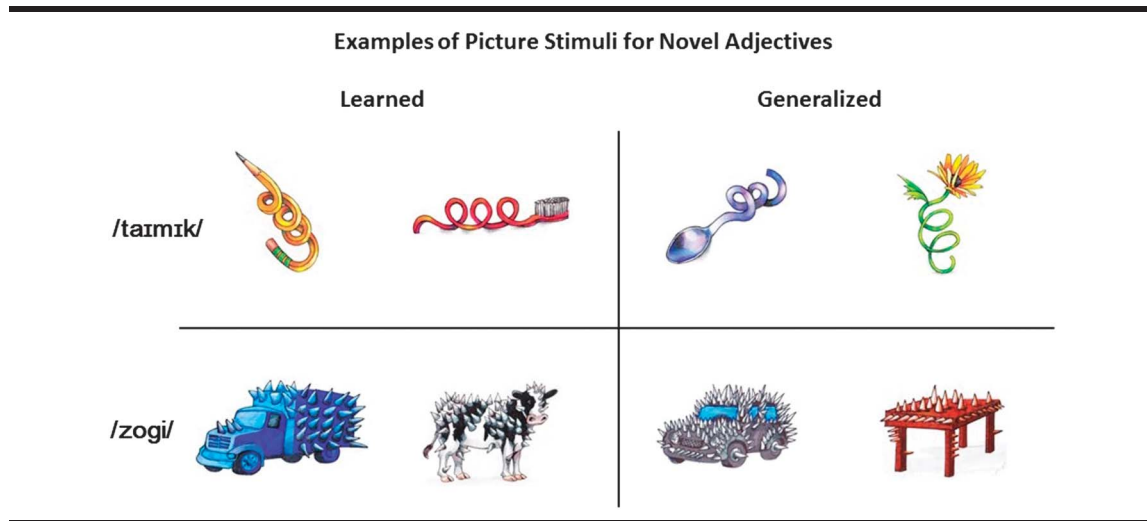 Examples of Picture Stimuli for Novel Adjectives
Learned Generalized
/taɪmɪk/
/zogi/